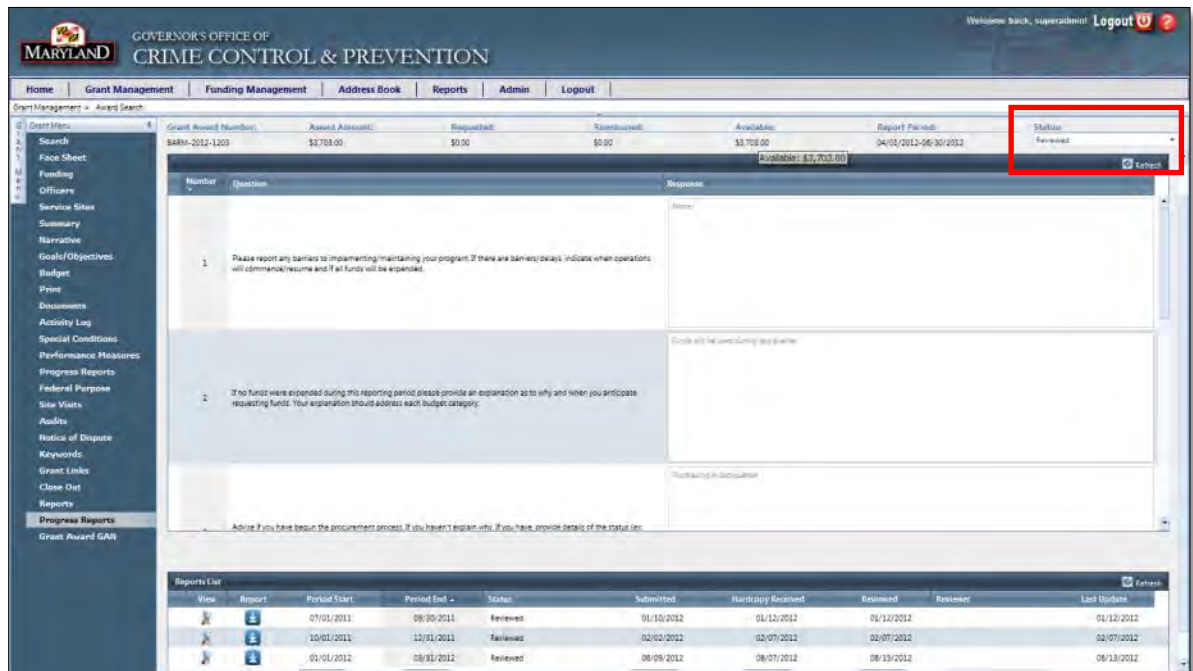 Welcome back, superadmin! Logout
MARYLAND
GOVERNOR'S OFFICE OF
CRIME CONTROL & PREVENTION
Home Grant Management Funding Management Address Book Reports Admin Logout
Grant Management > Award Search
Grant Menu
Search
Face Sheet
Funding
Officers
Service Sites
Summary
Narrative
Goals/Objectives
Budget
Print
Documents
Activity Log
Special Conditions
Performance Measures
Progress Reports
Federal Purpose
Site Visits
Audits
Notice of Dispute
Keywords
Grant Links
Close Out
Reports
Progress Reports
Grant Award GAN
Grant Award Number: Award Amount: Requested: Reimbursed: Available: Report Period: Status:
BARM-2012-1203 $3,703.00 $0.00 $0.00 $3,703.00 04/01/2012-06/30/2012 Reviewed
Available: $3,703.00
Refresh
Number Question Response
1 Please report any barriers to implementing/maintaining your program. If there are barriers/delays, indicate when operations
will commence/resume and if all funds will be expended.
None
2 If no funds were expended during this reporting period please provide an explanation as to why and when you anticipate
requesting funds. Your explanation should address each budget category.
Funds will be used during
Advise if you have begun the procurement process. If you haven't explain why. If you have, provide details of the status (ex:
Reports List Refresh
View Report Period Start Period End Status Submitted Hardcopy Received Reviewed Reviewer Last Update
07/01/2011 09/30/2011 Reviewed 01/10/2012 01/12/2012 01/12/2012 01/12/2012
10/01/2011 12/31/2011 Reviewed 02/02/2012 02/07/2012 02/07/2012 02/07/2012
01/01/2012 03/31/2012 Reviewed 08/09/2012 08/07/2012 08/13/2012 08/13/2012